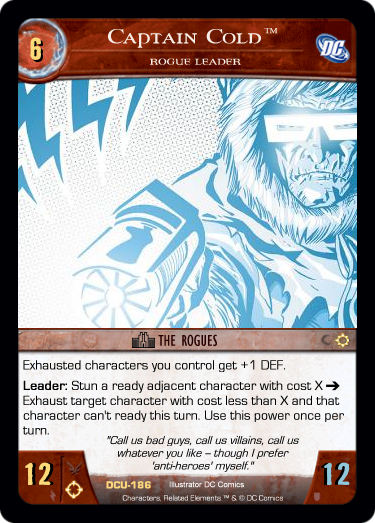 6
CAPTAIN COLD™
ROGUE LEADER
DC
THE ROGUES
Exhausted characters you control get +1 DEF.
Leader: Stun a ready adjacent character with cost X ➔
Exhaust target character with cost less than X and that
character can't ready this turn. Use this power once per
turn.
"Call us bad guys, call us villains, call us
whatever you like – though I prefer
'anti-heroes' myself."
12
DCU-186 Illustrator DC Comics
12
Characters, Related Elements ™ & © DC Comics